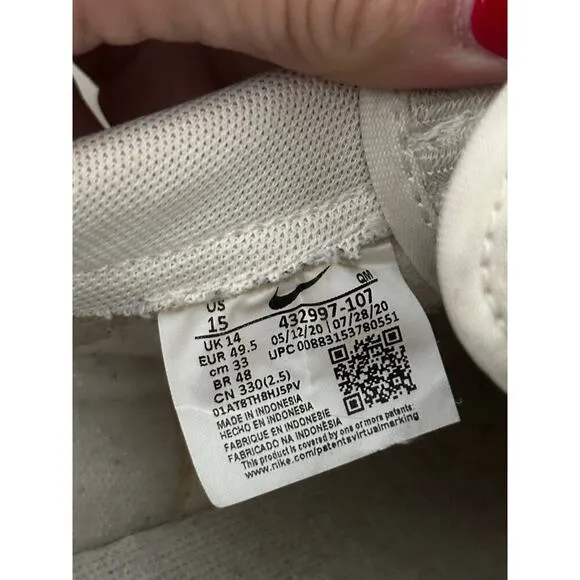 US QM
15 432997-107
UK 14 05/12/20 07/28/20
EUR 49.5 UPC 00883153780551
cm 33
BR 48
CN 330(2.5)
01AT8TH8HJ5PV
MADE IN INDONESIA
HECHO EN INDONESIA
FABRIQUE EN INDONESIE
FABRICADO NA INDONESIA
This product is covered by one or more patents:
www.nike.com/patentsvirtualmarking